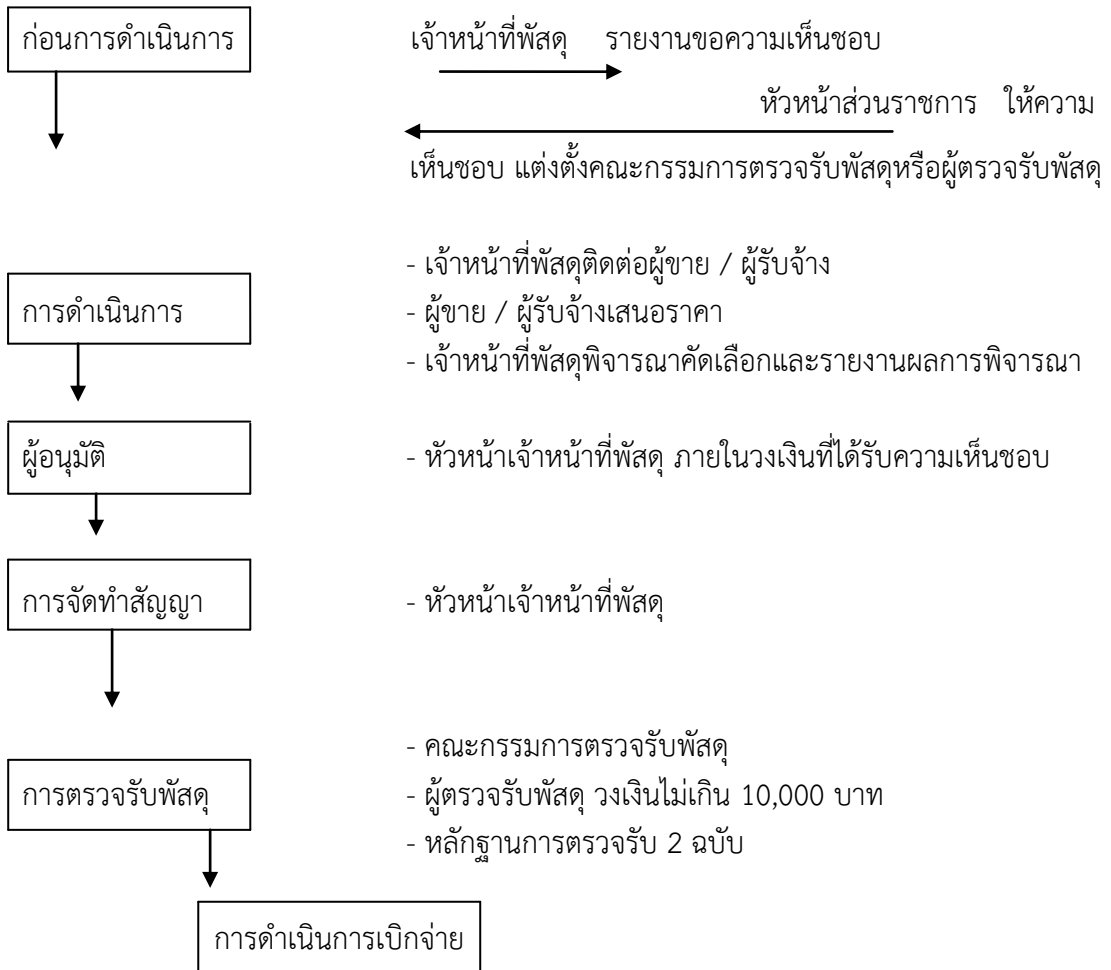 ก่อนการดำเนินการ
เจ้าหน้าที่พัสดุ รายงานขอความเห็นชอบ
หัวหน้าส่วนราชการ ให้ความ
เห็นชอบ แต่งตั้งคณะกรรมการตรวจรับพัสดุหรือผู้ตรวจรับพัสดุ
การดำเนินการ
- เจ้าหน้าที่พัสดุติดต่อผู้ขาย / ผู้รับจ้าง
- ผู้ขาย / ผู้รับจ้างเสนอราคา
- เจ้าหน้าที่พัสดุพิจารณาคัดเลือกและรายงานผลการพิจารณา
ผู้อนุมัติ
- หัวหน้าเจ้าหน้าที่พัสดุ ภายในวงเงินที่ได้รับความเห็นชอบ
การจัดทำสัญญา
- หัวหน้าเจ้าหน้าที่พัสดุ
การตรวจรับพัสดุ
- คณะกรรมการตรวจรับพัสดุ
- ผู้ตรวจรับพัสดุ วงเงินไม่เกิน 10,000 บาท
- หลักฐานการตรวจรับ 2 ฉบับ
การดำเนินการเบิกจ่าย